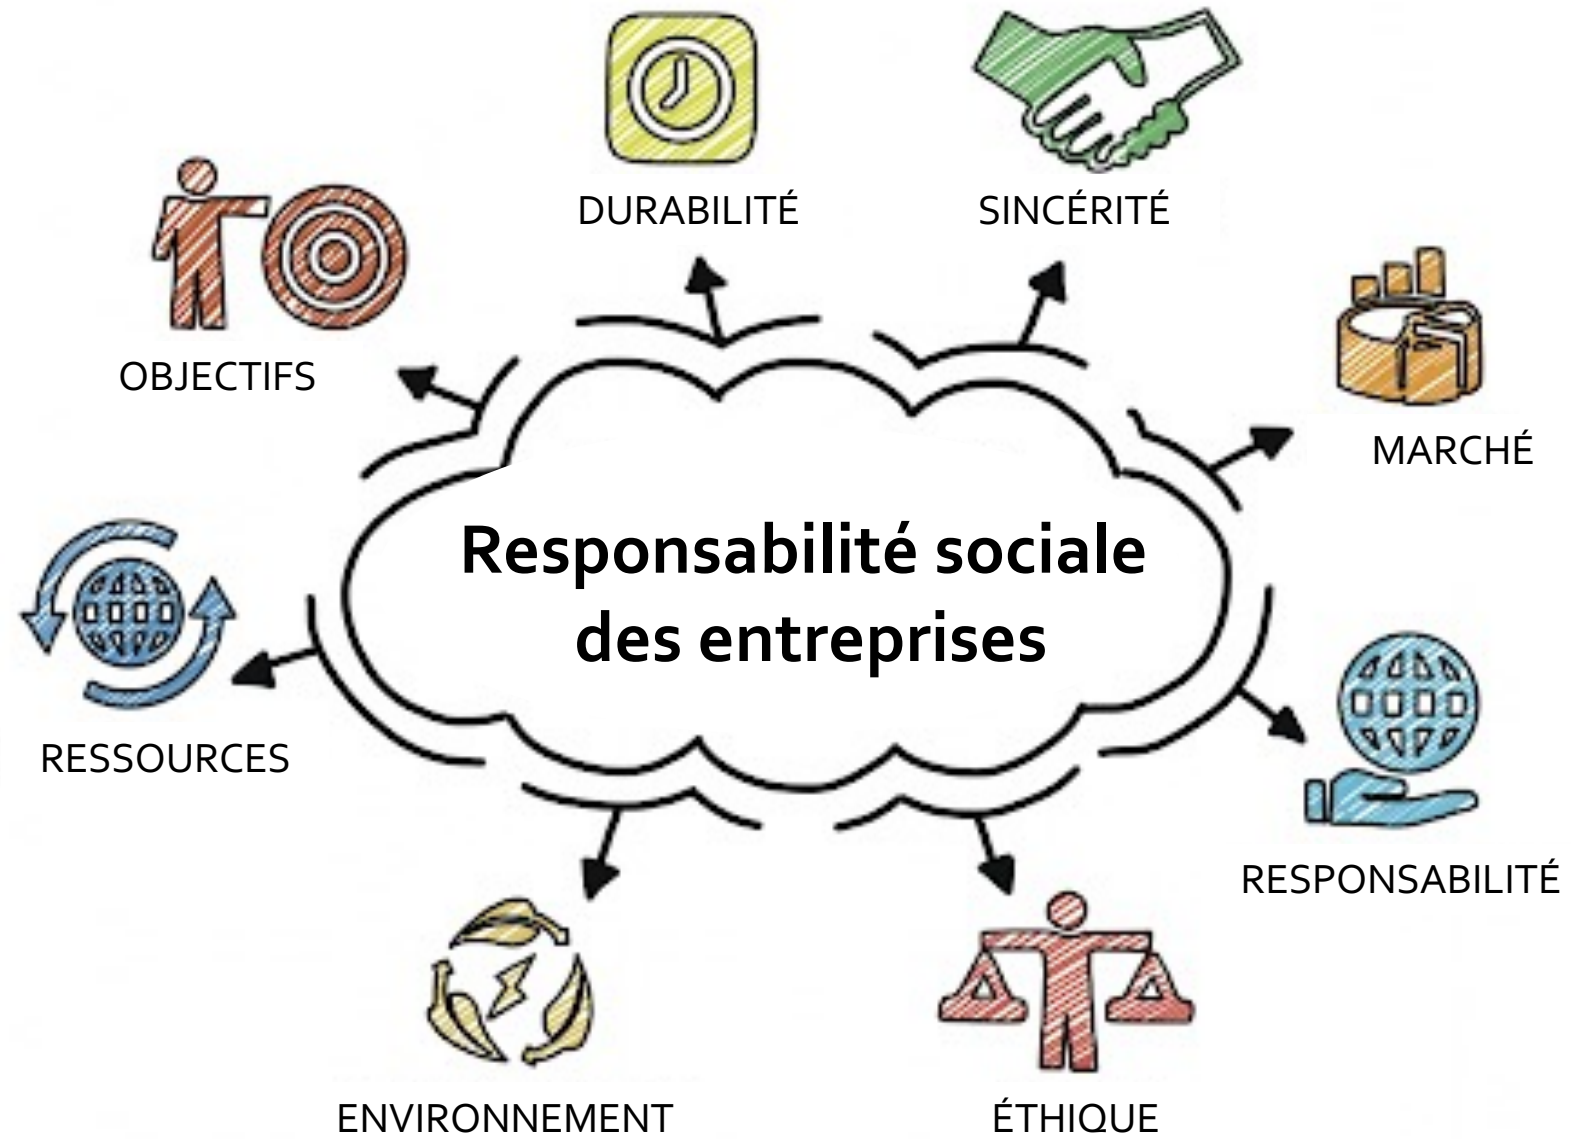 DURABILITÉ
SINCÉRITÉ
OBJECTIFS
MARCHÉ
Responsabilité sociale
des entreprises
RESSOURCES
RESPONSABILITÉ
ENVIRONNEMENT
ÉTHIQUE